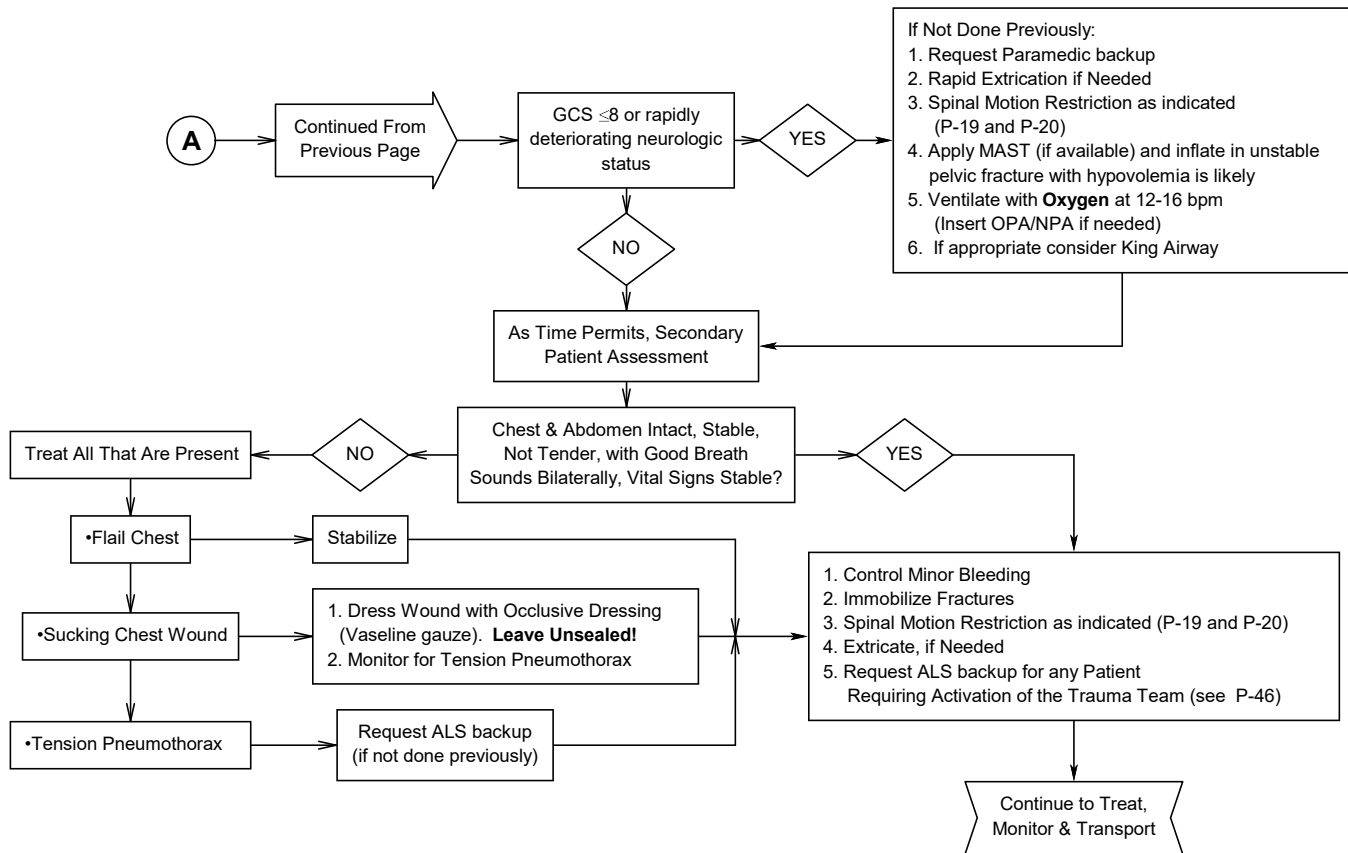 A
Continued From
Previous Page
GCS ≤8 or rapidly
deteriorating neurologic
status
YES
If Not Done Previously:
1. Request Paramedic backup
2. Rapid Extrication if Needed
3. Spinal Motion Restriction as indicated
(P-19 and P-20)
4. Apply MAST (if available) and inflate in unstable
pelvic fracture with hypovolemia is likely
5. Ventilate with Oxygen at 12-16 bpm
(Insert OPA/NPA if needed)
6. If appropriate consider King Airway
NO
As Time Permits, Secondary
Patient Assessment
Chest & Abdomen Intact, Stable,
Not Tender, with Good Breath
Sounds Bilaterally, Vital Signs Stable?
NO
YES
Treat All That Are Present
•Flail Chest
Stabilize
•Sucking Chest Wound
1. Dress Wound with Occlusive Dressing
(Vaseline gauze). Leave Unsealed!
2. Monitor for Tension Pneumothorax
•Tension Pneumothorax
Request ALS backup
(if not done previously)
1. Control Minor Bleeding
2. Immobilize Fractures
3. Spinal Motion Restriction as indicated (P-19 and P-20)
4. Extricate, if Needed
5. Request ALS backup for any Patient
Requiring Activation of the Trauma Team (see P-46)
Continue to Treat,
Monitor & Transport